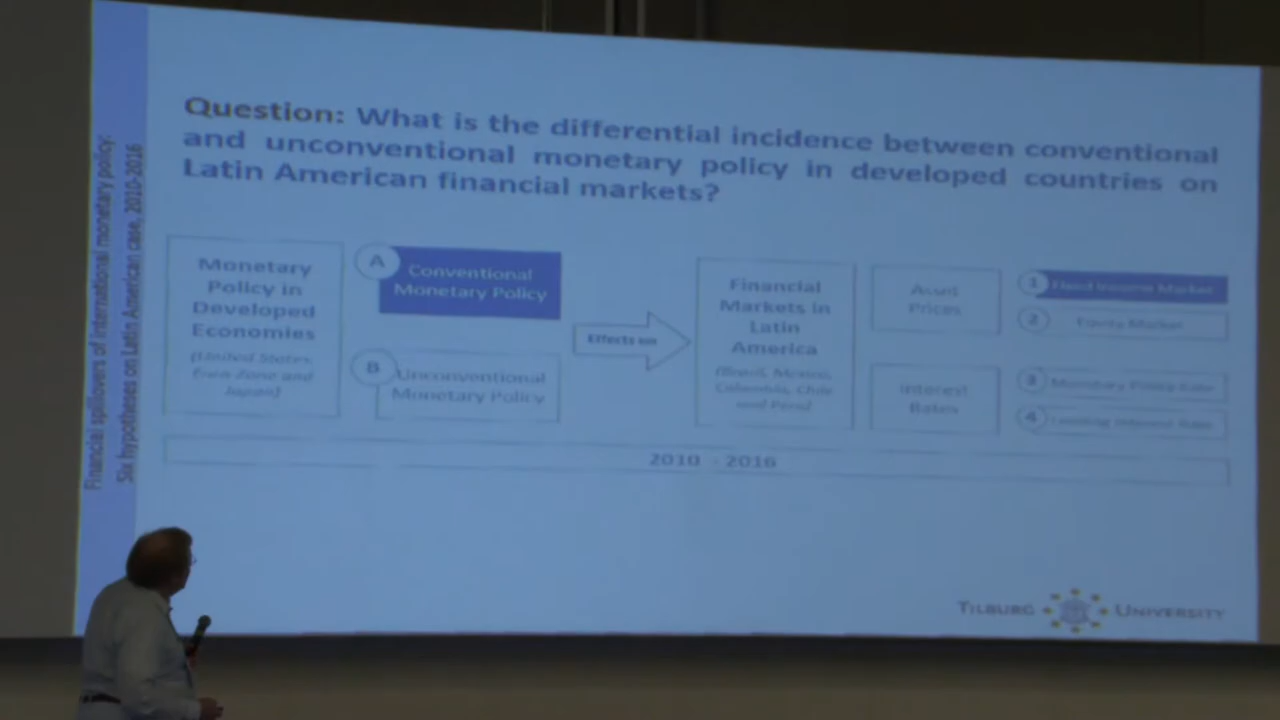 Financial spillovers of international monetary policy:
Six hypotheses on Latin American case, 2010-2016
Question: What is the differential incidence between conventional
and unconventional monetary policy in developed countries on
Latin American financial markets?
Monetary
Policy in
Developed
Economies
(United States,
Euro Zone and
Japan)
A
Conventional
Monetary Policy
B
Unconventional
Monetary Policy
Effects on
Financial
Markets in
Latin
America
(Brazil, Mexico,
Colombia, Chile
and Peru)
Asset
Prices
Interest
Rates
1 Fixed Income Market
2 Equity Market
3 Monetary Policy Rate
4 Lending Interest Rate
2010 - 2016
TILBURG UNIVERSITY